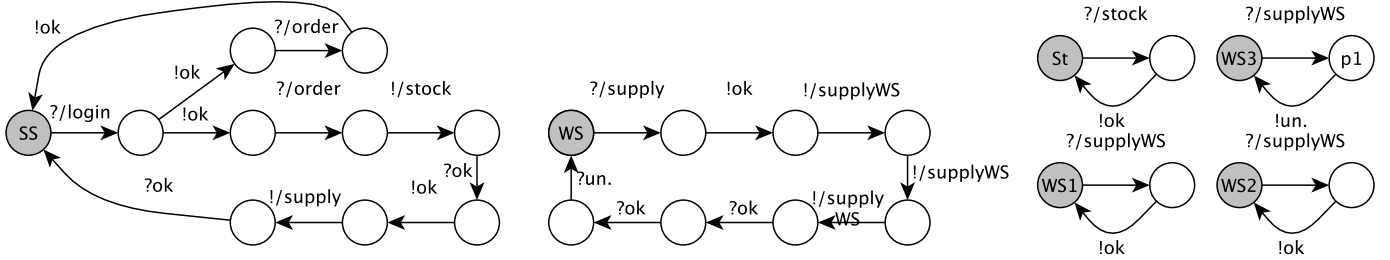 !ok
?/order
!ok
?/login
!ok
?/order
!/stock
SS
?ok
?ok
!/supply
!ok
?/supply
!ok
!/supplyWS
WS
!/supplyWS
?un.
?ok
?ok
!/supply
WS
?/stock
St
!ok
?/supplyWS
WS3
p1
!un.
?/supplyWS
WS1
!ok
?/supplyWS
WS2
!ok